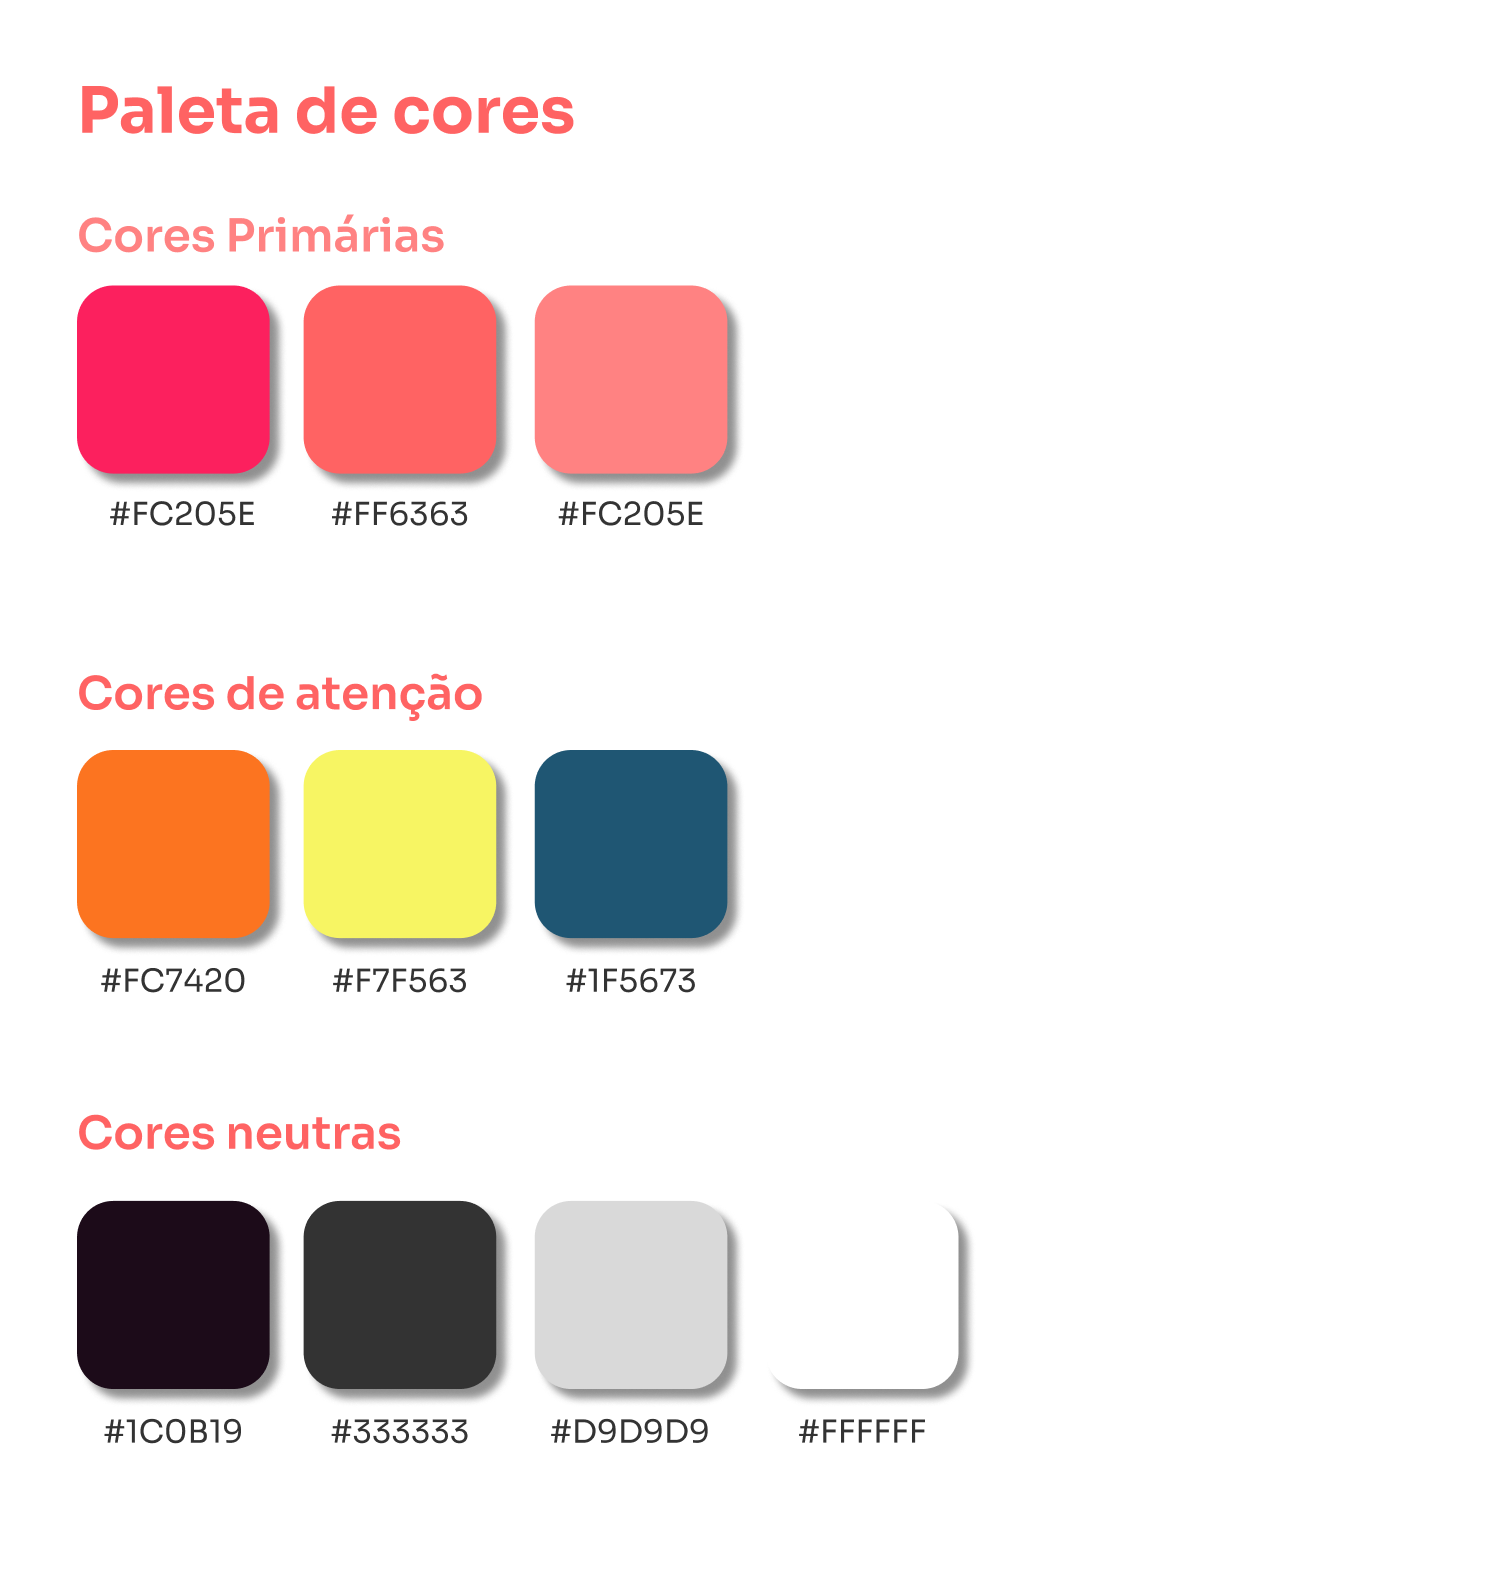 Paleta de cores
Cores Primárias
#FC205E #FF6363 #FC205E
Cores de atenção
#FC7420 #F7F563 #1F5673
Cores neutras
#1C0B19 #333333 #D9D9D9 #FFFFFF